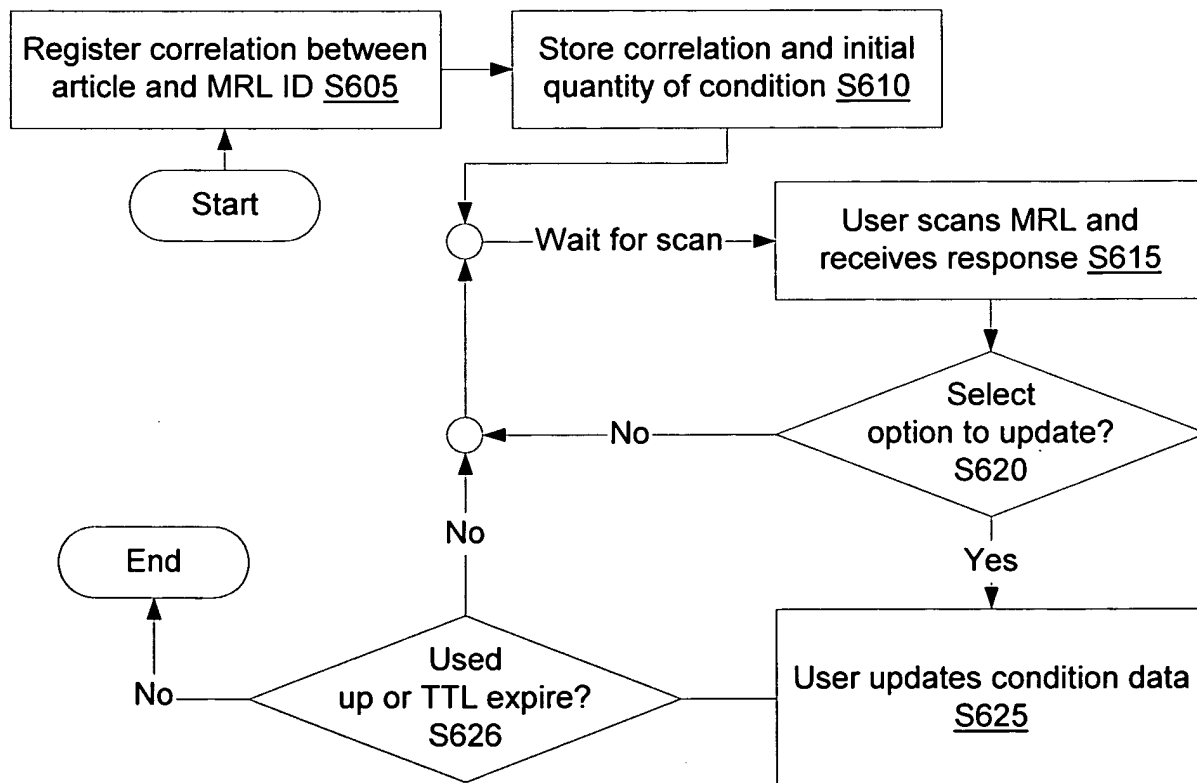 Register correlation between
article and MRL ID S605
Store correlation and initial
quantity of condition S610
Start
Wait for scan
User scans MRL and
receives response S615
Select
option to update?
S620
No
Yes
No
End
No
Used
up or TTL expire?
S626
User updates condition data
S625